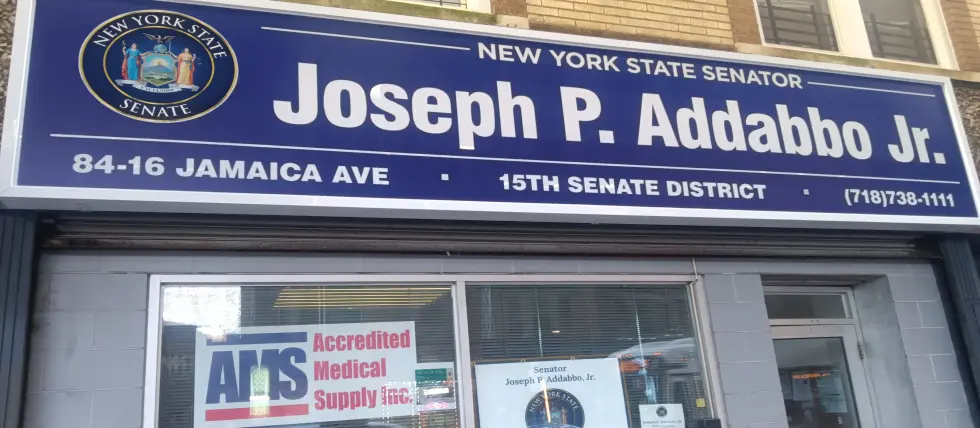 NEW YORK STATE
SENATE
EXCELSIOR
NEW YORK STATE SENATOR
Joseph P. Addabbo Jr.
84-16 JAMAICA AVE · 15TH SENATE DISTRICT · (718)738-1111
AMS
Accredited
Medical
Supply Inc.
Senator
Joseph P. Addabbo, Jr.
NEW YORK STATE